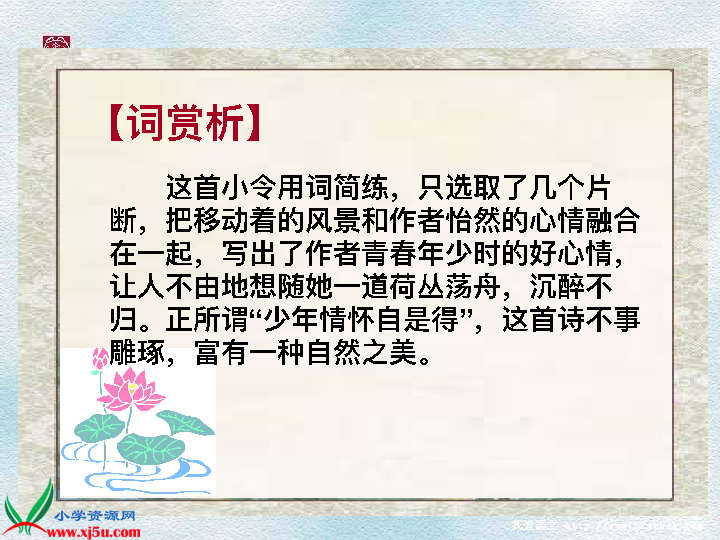 【词赏析】
这首小令用词简练，只选取了几个片
断，把移动着的风景和作者怡然的心情融合
在一起，写出了作者青春年少时的好心情，
让人不由地想随她一道荷丛荡舟，沉醉不
归。正所谓“少年情怀自是得”，这首诗不事
雕琢，富有一种自然之美。
小学资源网
www.xj5u.com